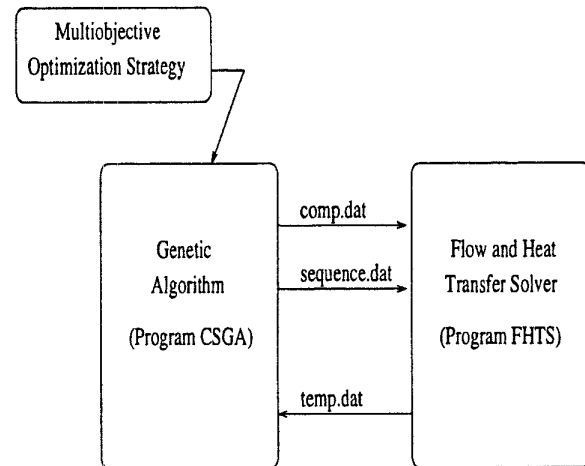 Multiobjective
Optimization Strategy
Genetic
Algorithm
(Program CSGA)
comp.dat
sequence.dat
temp.dat
Flow and Heat
Transfer Solver
(Program FHTS)